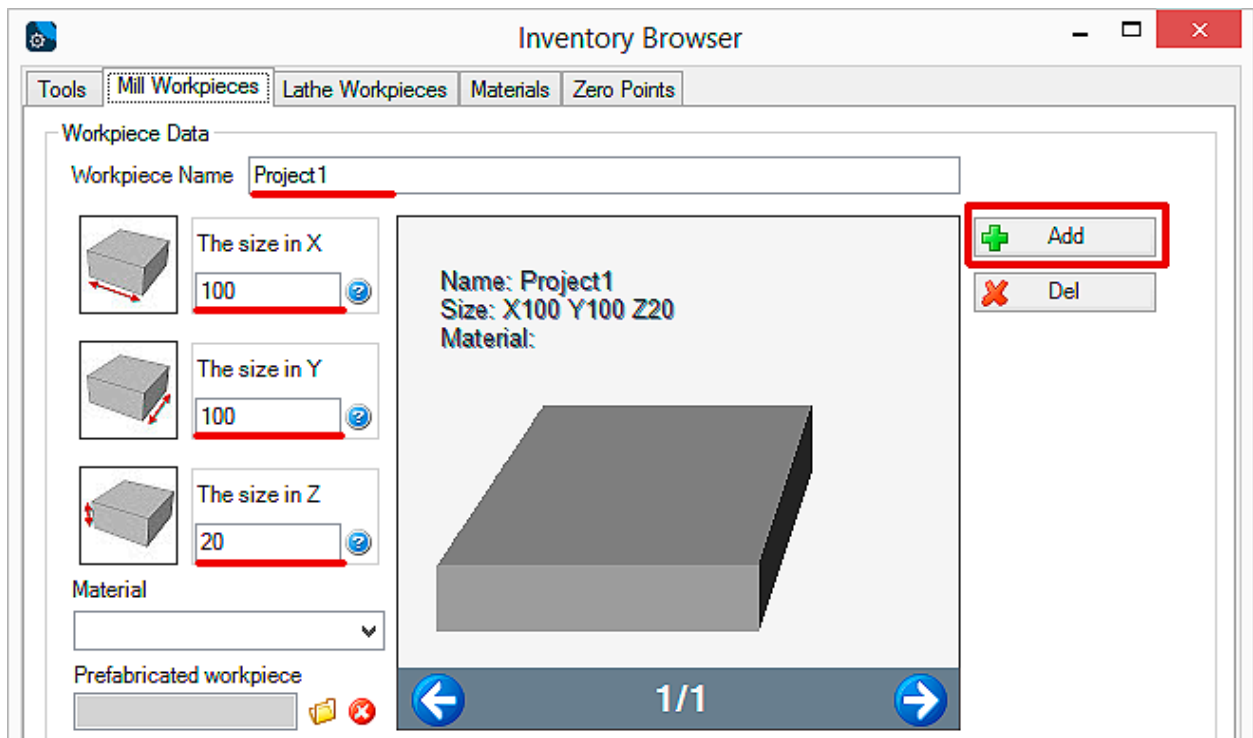 Inventory Browser
Tools Mill Workpieces Lathe Workpieces Materials Zero Points
Workpiece Data
Workpiece Name Project1
The size in X
100
The size in Y
100
The size in Z
20
Material
Prefabricated workpiece
Name: Project1
Size: X100 Y100 Z20
Material:
1/1
Add
Del